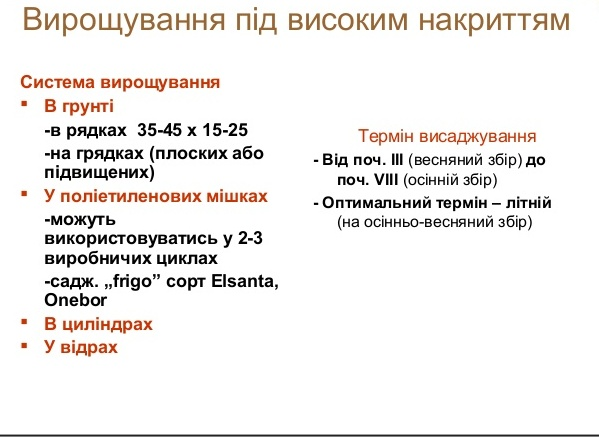 Вирощування під високим накриттям
Система вирощування
▪ В грунті
-в рядках 35-45 х 15-25
-на грядках (плоских або
підвищених)
▪ У поліетиленових мішках
-можуть
використовуватись у 2-3
виробничих циклах
-садж. „frigo” сорт Elsanta,
Onebor
▪ В циліндрах
▪ У відрах
Термін висаджування
- Від поч. III (весняний збір) до
поч. VIII (осінній збір)
- Оптимальний термін – літній
(на осінньо-весняний збір)